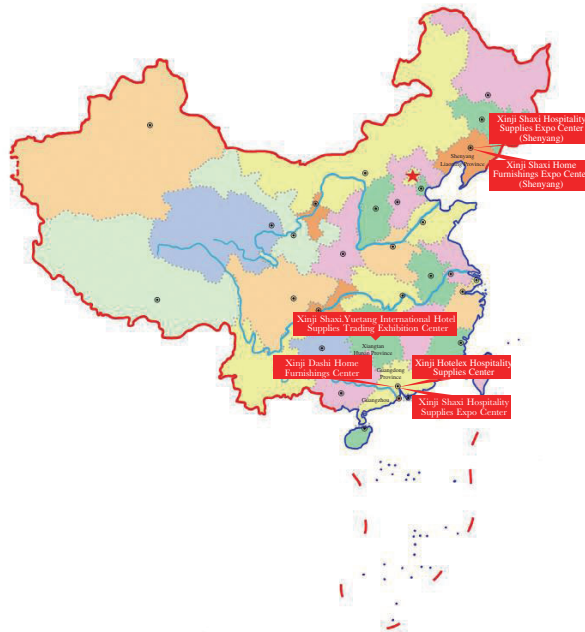 Xinji Shaxi Hospitality
Supplies Expo Center
(Shenyang)
Shenyang
Liaoning Province
Xinji Shaxi Home
Furnishings Expo Center
(Shenyang)
Xinji Shaxi.Yuetang International Hotel
Supplies Trading Exhibition Center
Xiangtan
Hunan Province
Xinji Dashi Home
Furnishings Center
Guangdong
Province
Xinji Hotelex Hospitality
Supplies Center
Guangzhou
Xinji Shaxi Hospitality
Supplies Expo Center